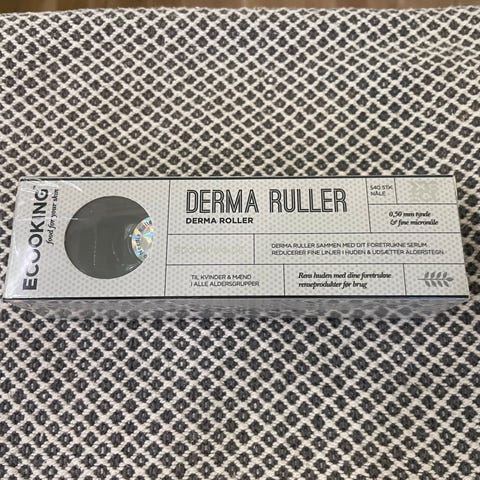 ECOOKING™
food for your skin
DERMA RULLER
DERMA ROLLER
540 STK.
NÅLE
0,50 mm tynde
& fine micronåle
DERMA RULLER SAMMEN MED DIT FORETRUKNE SERUM
REDUCERER FINE LINJER I HUDEN & UDSÆTTER ALDERSTEGN
TIL KVINDER & MÆND
I ALLE ALDERSGRUPPER
Rens huden med dine foretrukne
renseprodukter før brug